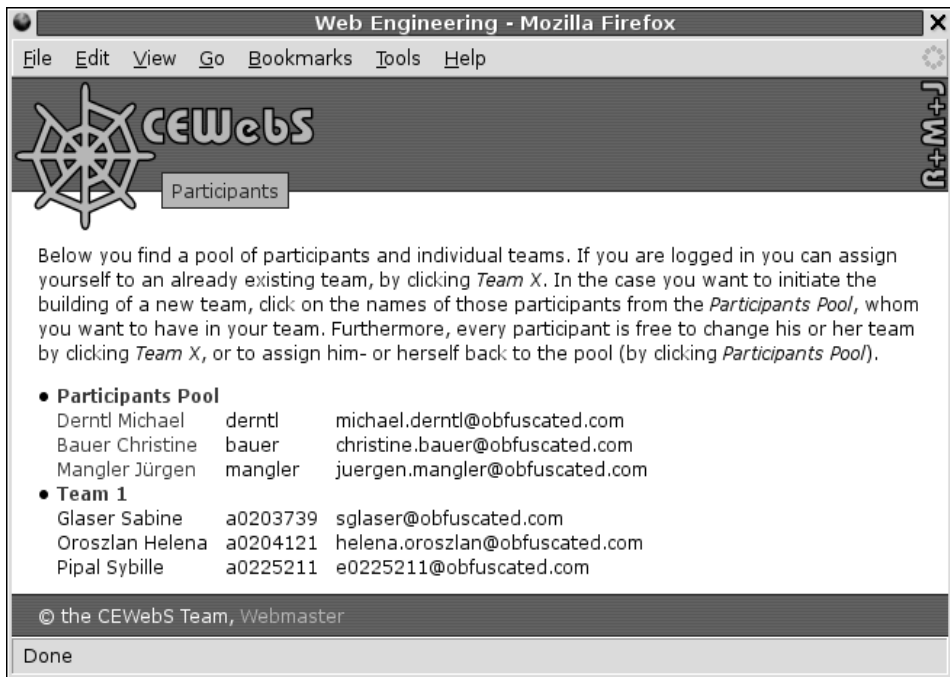 Web Engineering - Mozilla Firefox
File Edit View Go Bookmarks Tools Help
CEWebS
J+M+R
Participants
Below you find a pool of participants and individual teams. If you are logged in you can assign
yourself to an already existing team, by clicking Team X. In the case you want to initiate the
building of a new team, click on the names of those participants from the Participants Pool, whom
you want to have in your team. Furthermore, every participant is free to change his or her team
by clicking Team X, or to assign him- or herself back to the pool (by clicking Participants Pool).
• Participants Pool
Derntl Michael derntl michael.derntl@obfuscated.com
Bauer Christine bauer christine.bauer@obfuscated.com
Mangler Jürgen mangler juergen.mangler@obfuscated.com
• Team 1
Glaser Sabine a0203739 sglaser@obfuscated.com
Oroszlan Helena a0204121 helena.oroszlan@obfuscated.com
Pipal Sybille a0225211 e0225211@obfuscated.com
© the CEWebS Team, Webmaster
Done